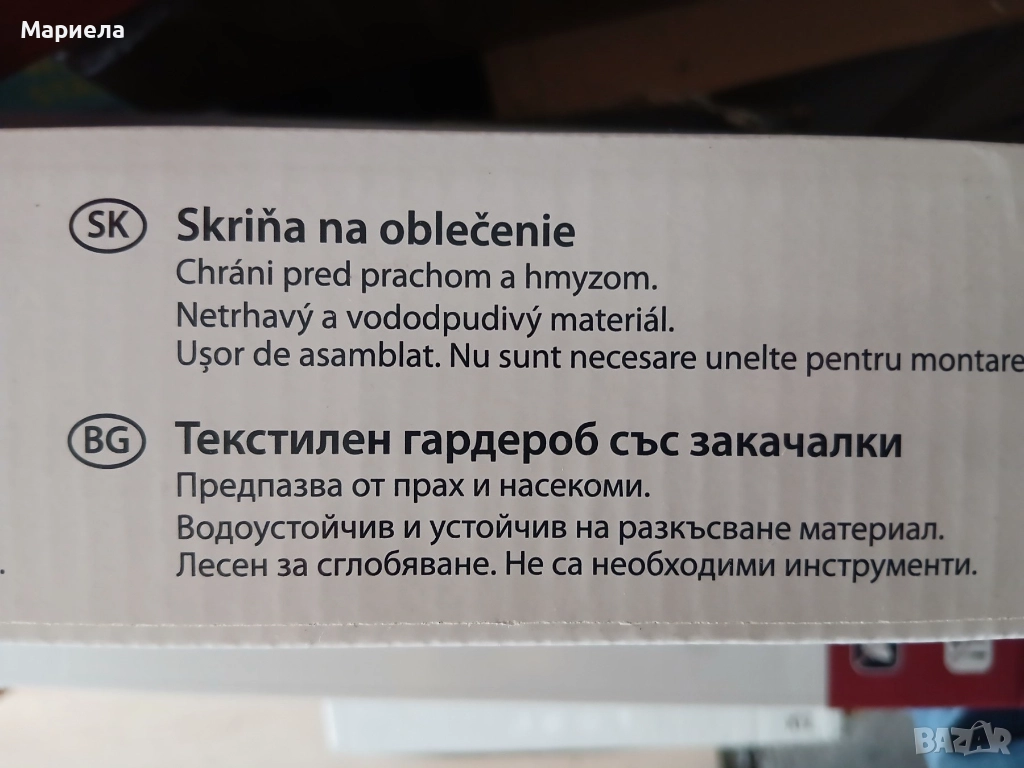 Мариела
SK Skriňa na oblečenie
Chráni pred prachom a hmyzom.
Netrhavý a vododpudivý materiál.
Uşor de asamblat. Nu sunt necesare unelte pentru montare
BG Текстилен гардероб със закачалки
Предпазва от прах и насекоми.
Водоустойчив и устойчив на разкъсване материал.
Лесен за сглобяване. Не са необходими инструменти.
BAZAR